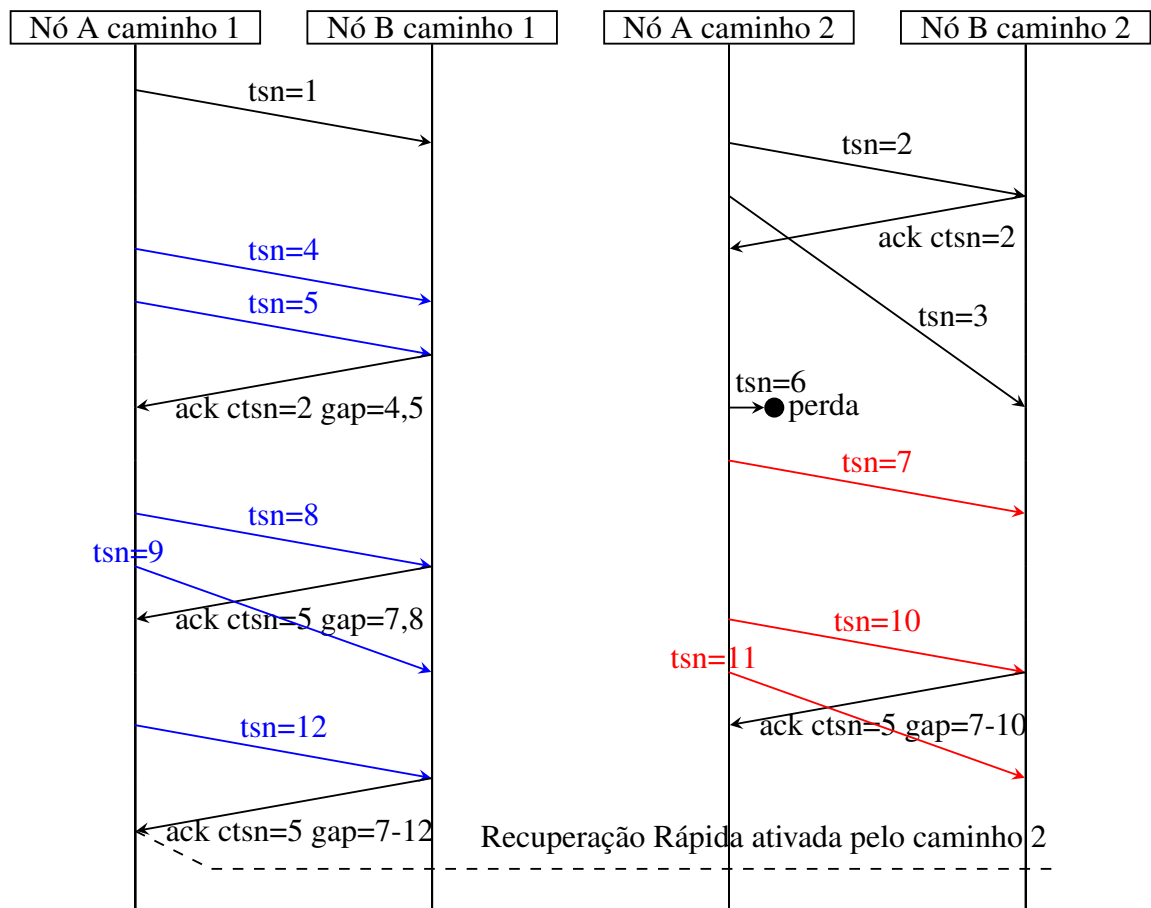 Nó A caminho 1
Nó B caminho 1
Nó A caminho 2
Nó B caminho 2
tsn=1
tsn=2
ack ctsn=2
tsn=4
tsn=5
tsn=3
ack ctsn=2 gap=4,5
tsn=6
perda
tsn=7
tsn=8
tsn=9
ack ctsn=5 gap=7,8
tsn=10
tsn=11
tsn=12
ack ctsn=5 gap=7-10
ack ctsn=5 gap=7-12
Recuperação Rápida ativada pelo caminho 2